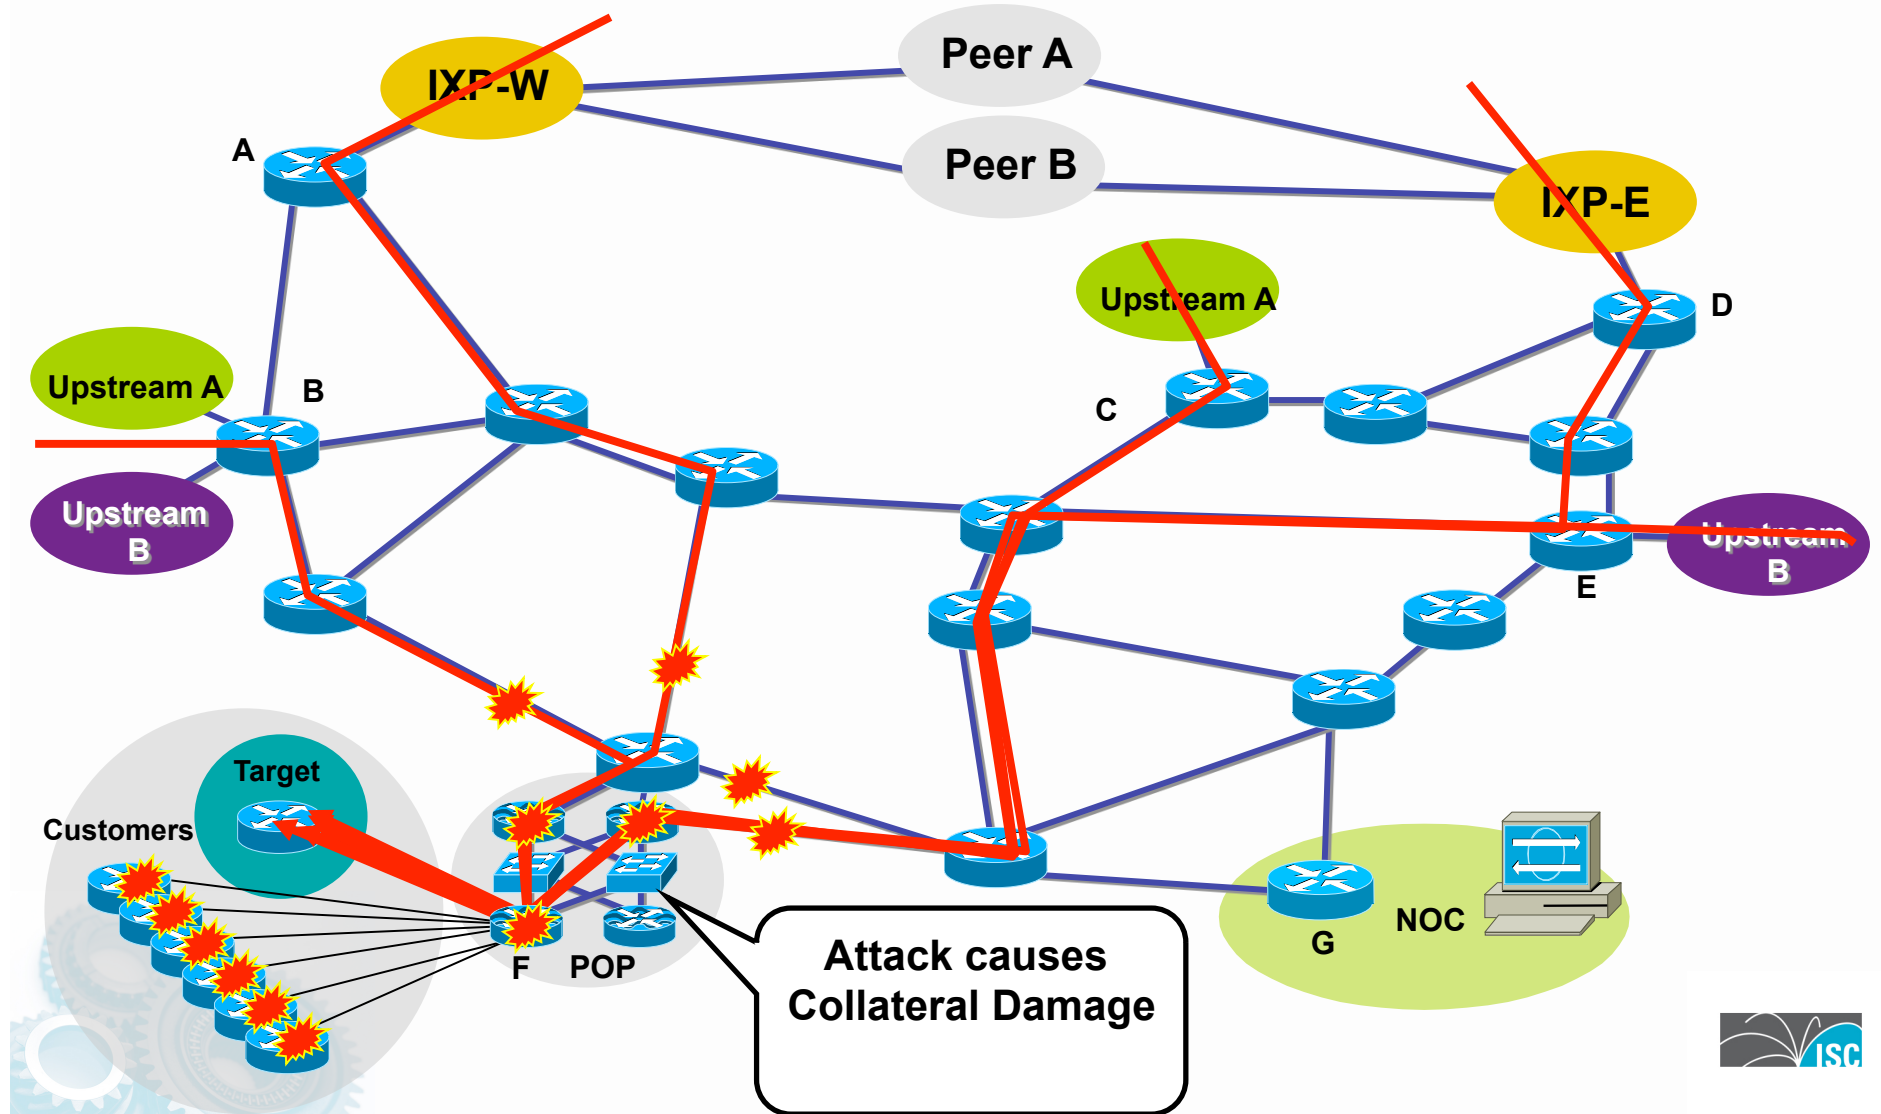 Peer A
IXP-W
A
Peer B
IXP-E
Upstream A
D
Upstream A
B
C
Upstream
B
Upstream
B
E
Target
Customers
NOC
G
F
POP
Attack causes
Collateral Damage
ISC